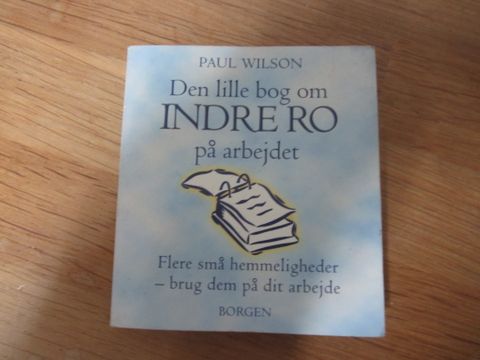 PAUL WILSON
Den lille bog om
INDRE RO
på arbejdet
Flere små hemmeligheder
– brug dem på dit arbejde
BORGEN